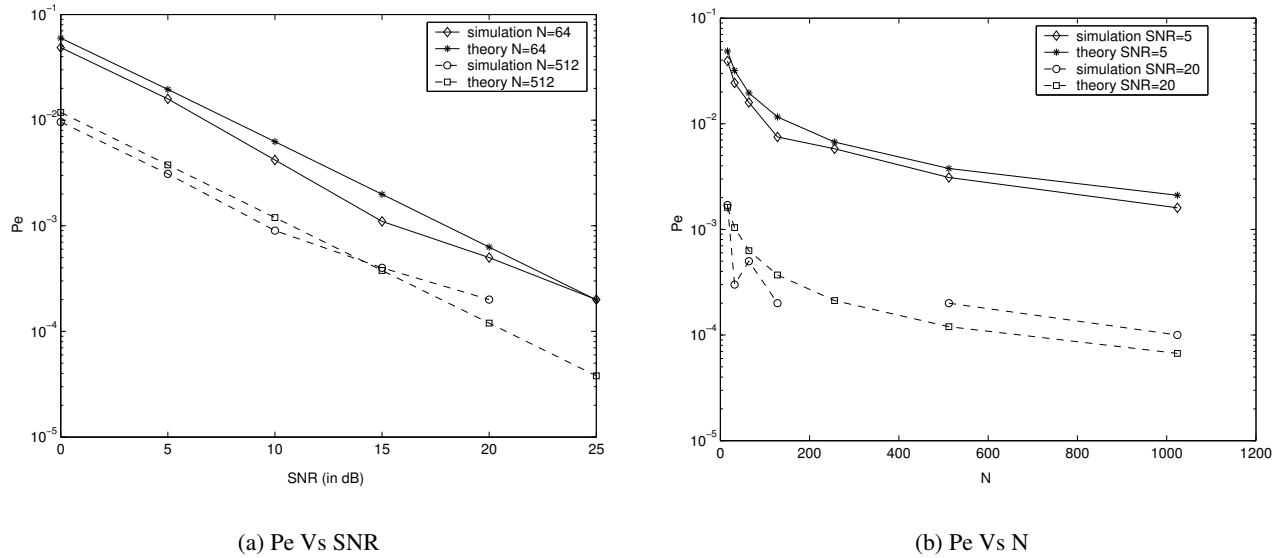 10^-1
10^-2
10^-3
10^-4
10^-5
Pe
0 5 10 15 20 25
SNR (in dB)
simulation N=64
theory N=64
simulation N=512
theory N=512
(a) Pe Vs SNR
10^-1
10^-2
10^-3
10^-4
10^-5
Pe
0 200 400 600 800 1000 1200
N
simulation SNR=5
theory SNR=5
simulation SNR=20
theory SNR=20
(b) Pe Vs N